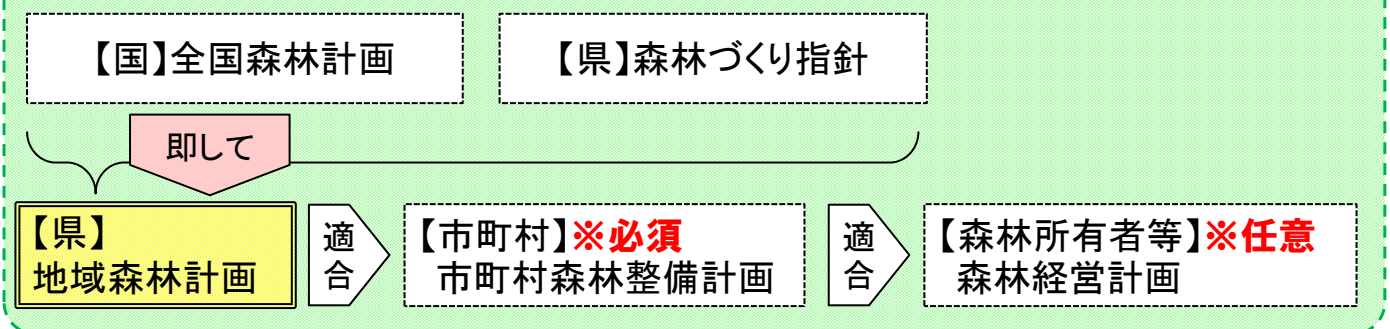 【国】全国森林計画
【県】森林づくり指針
即して
【県】
地域森林計画
適合
【市町村】※必須
市町村森林整備計画
適合
【森林所有者等】※任意
森林経営計画